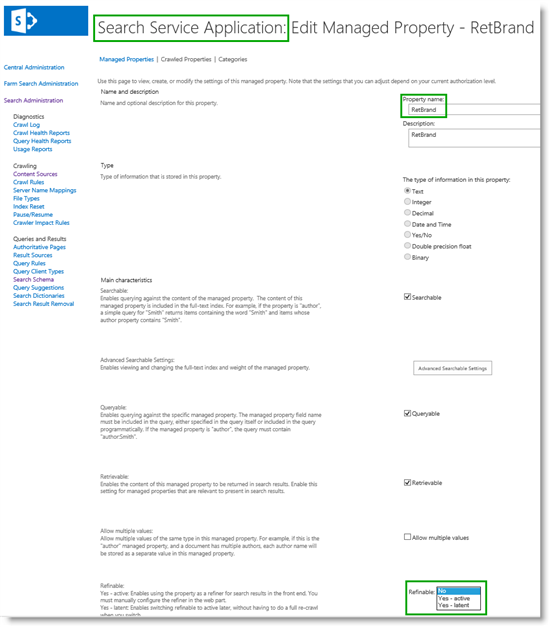 Search Service Application: Edit Managed Property - RetBrand
Managed Properties | Crawled Properties | Categories
Central Administration
Farm Search Administration
Search Administration
Diagnostics
Crawl Log
Crawl Health Reports
Query Health Reports
Usage Reports
Crawling
Content Sources
Crawl Rules
Server Name Mappings
File Types
Index Reset
Pause/Resume
Crawler Impact Rules
Queries and Results
Authoritative Pages
Result Sources
Query Rules
Query Client Types
Search Schema
Query Suggestions
Search Dictionaries
Search Result Removal
Use this page to view, create, or modify the settings of this managed property. Note that the settings that you can adjust depend on your current authorization level.
Name and description
Name and optional description for this property.
Property name:
RetBrand
Description:
RetBrand
Type
Type of information that is stored in this property.
The type of information in this property:
Text
Integer
Decimal
Date and Time
Yes/No
Double precision float
Binary
Main characteristics
Searchable:
Enables querying against the content of the managed property. The content of this
managed property is included in the full-text index. For example, if the property is "author",
a simple query for "Smith" returns items containing the word "Smith" and items whose
author property contains "Smith".
Searchable
Advanced Searchable Settings:
Enables viewing and changing the full-text index and weight of the managed property.
Advanced Searchable Settings
Queryable:
Enables querying against the specific managed property. The managed property field name
must be included in the query, either specified in the query itself or included in the query
programmatically. If the managed property is "author", the query must contain
"author:Smith".
Queryable
Retrievable:
Enables the content of this managed property to be returned in search results. Enable this
setting for managed properties that are relevant to present in search results.
Retrievable
Allow multiple values:
Allow multiple values of the same type in this managed property. For example, if this is the
"author" managed property, and a document has multiple authors, each author name will
be stored as a separate value in this managed property.
Allow multiple values
Refinable:
Yes - active: Enables using the property as a refiner for search results in the front end. You
must manually configure the refiner in the web part.
Yes - latent: Enables switching refinable to active later, without having to do a full re-crawl
when you switch.
Refinable:
No
Yes - active
Yes - latent